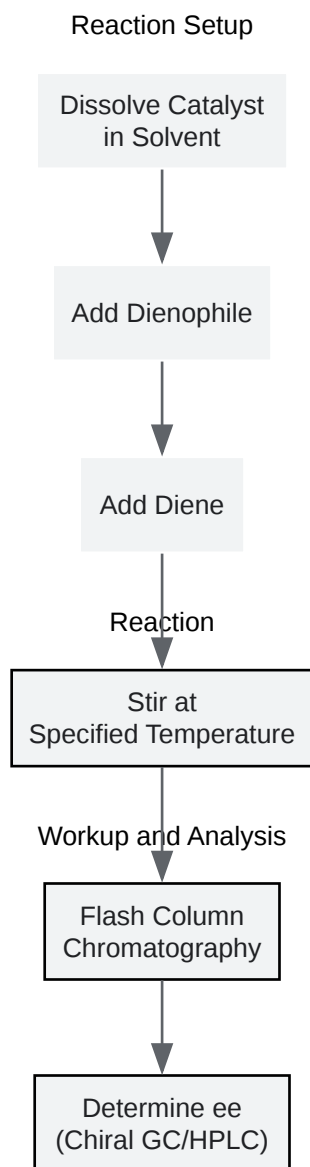 Reaction Setup
Dissolve Catalyst
in Solvent
Add Dienophile
Add Diene
Reaction
Stir at
Specified Temperature
Workup and Analysis
Flash Column
Chromatography
Determine ee
(Chiral GC/HPLC)